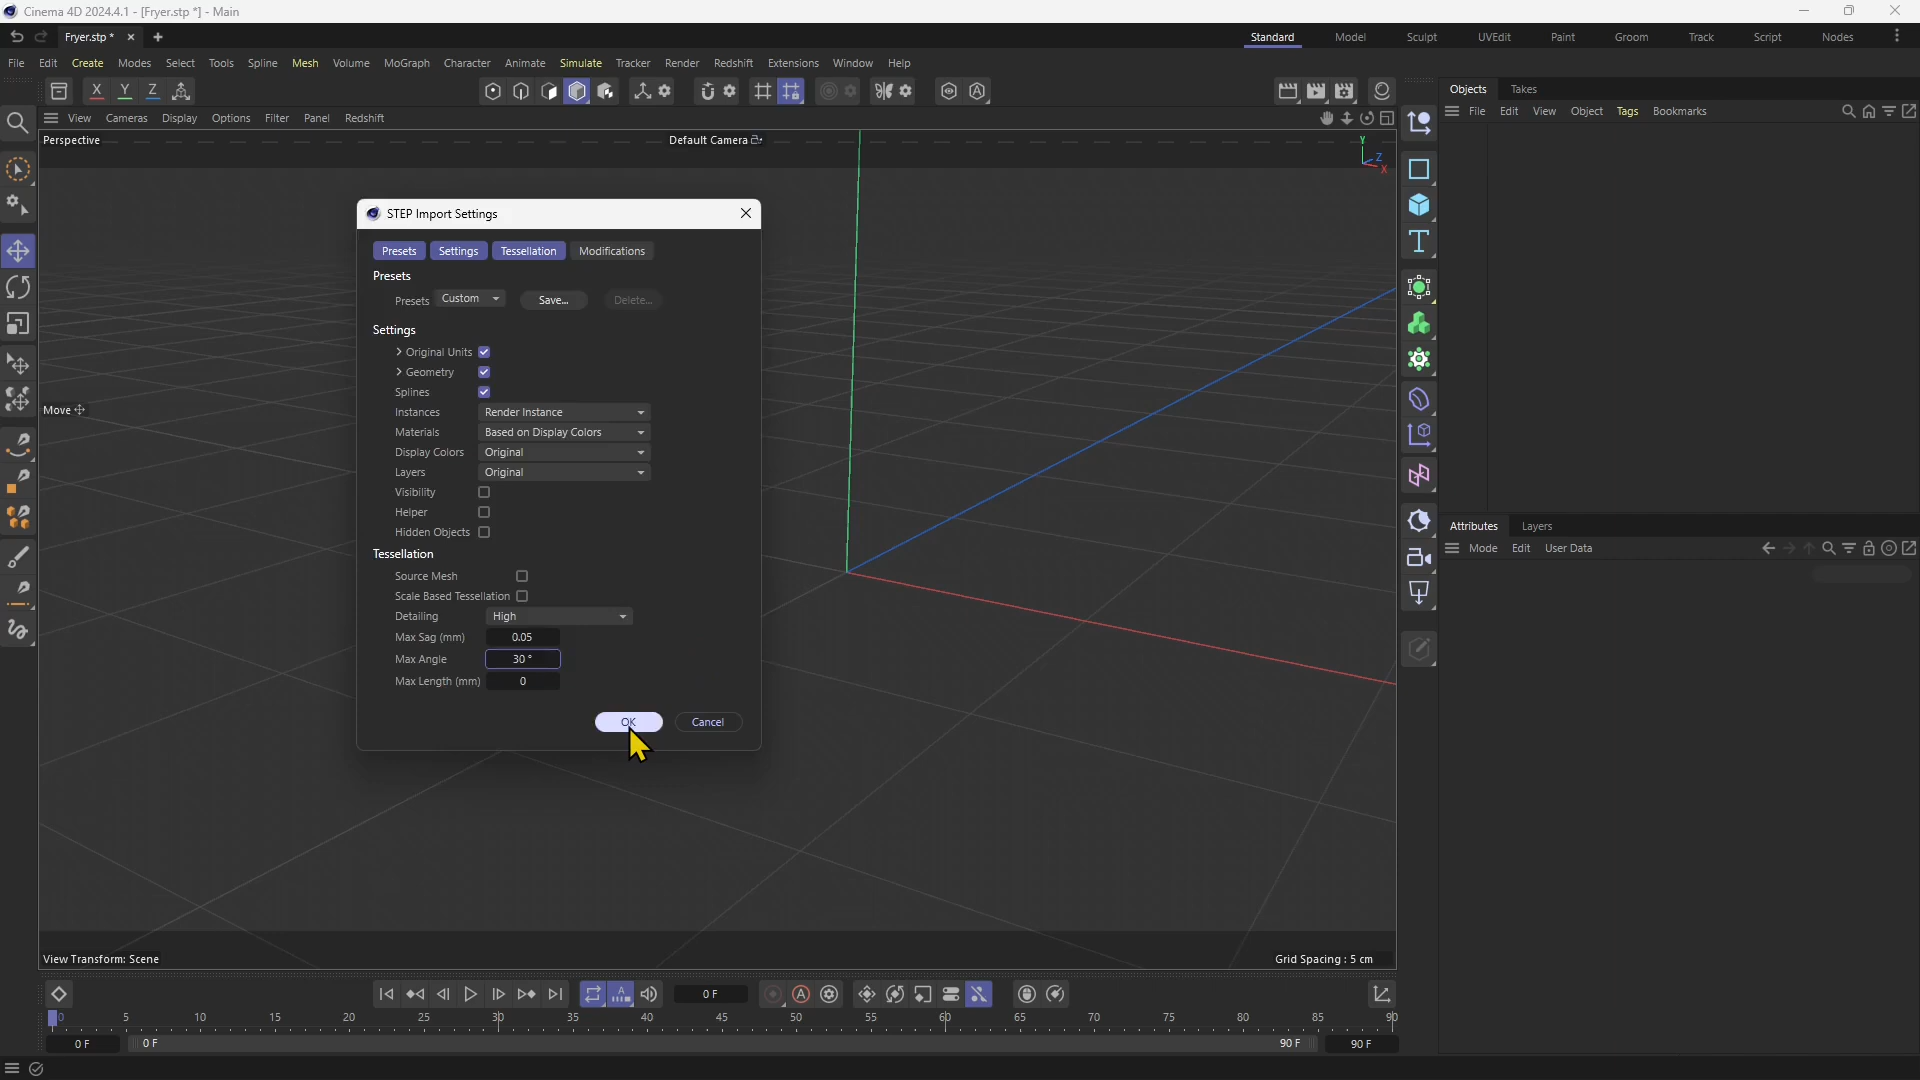 Cinema 4D 2024.4.1 - [Fryer.stp *] - Main
Fryer.stp *
Standard Model Sculpt UVEdit Paint Groom Track Script Nodes
File Edit Create Modes Select Tools Spline Mesh Volume MoGraph Character Animate Simulate Tracker Render Redshift Extensions Window Help
X Y Z
Objects Takes
View Cameras Display Options Filter Panel Redshift
File Edit View Object Tags Bookmarks
Perspective
Default Camera
Y
Z
X
STEP Import Settings
Presets Settings Tessellation Modifications
Presets
Presets Custom Save... Delete...
Settings
Original Units
Geometry
Splines
Instances Render Instance
Materials Based on Display Colors
Display Colors Original
Layers Original
Visibility
Helper
Hidden Objects
Tessellation
Source Mesh
Scale Based Tessellation
Detailing High
Max Sag (mm) 0.05
Max Angle 30 °
Max Length (mm) 0
OK Cancel
Move
Attributes Layers
Mode Edit User Data
View Transform: Scene
Grid Spacing : 5 cm
0 F
0 5 10 15 20 25 30 35 40 45 50 55 60 65 70 75 80 85 90
0 F 0 F 90 F 90 F